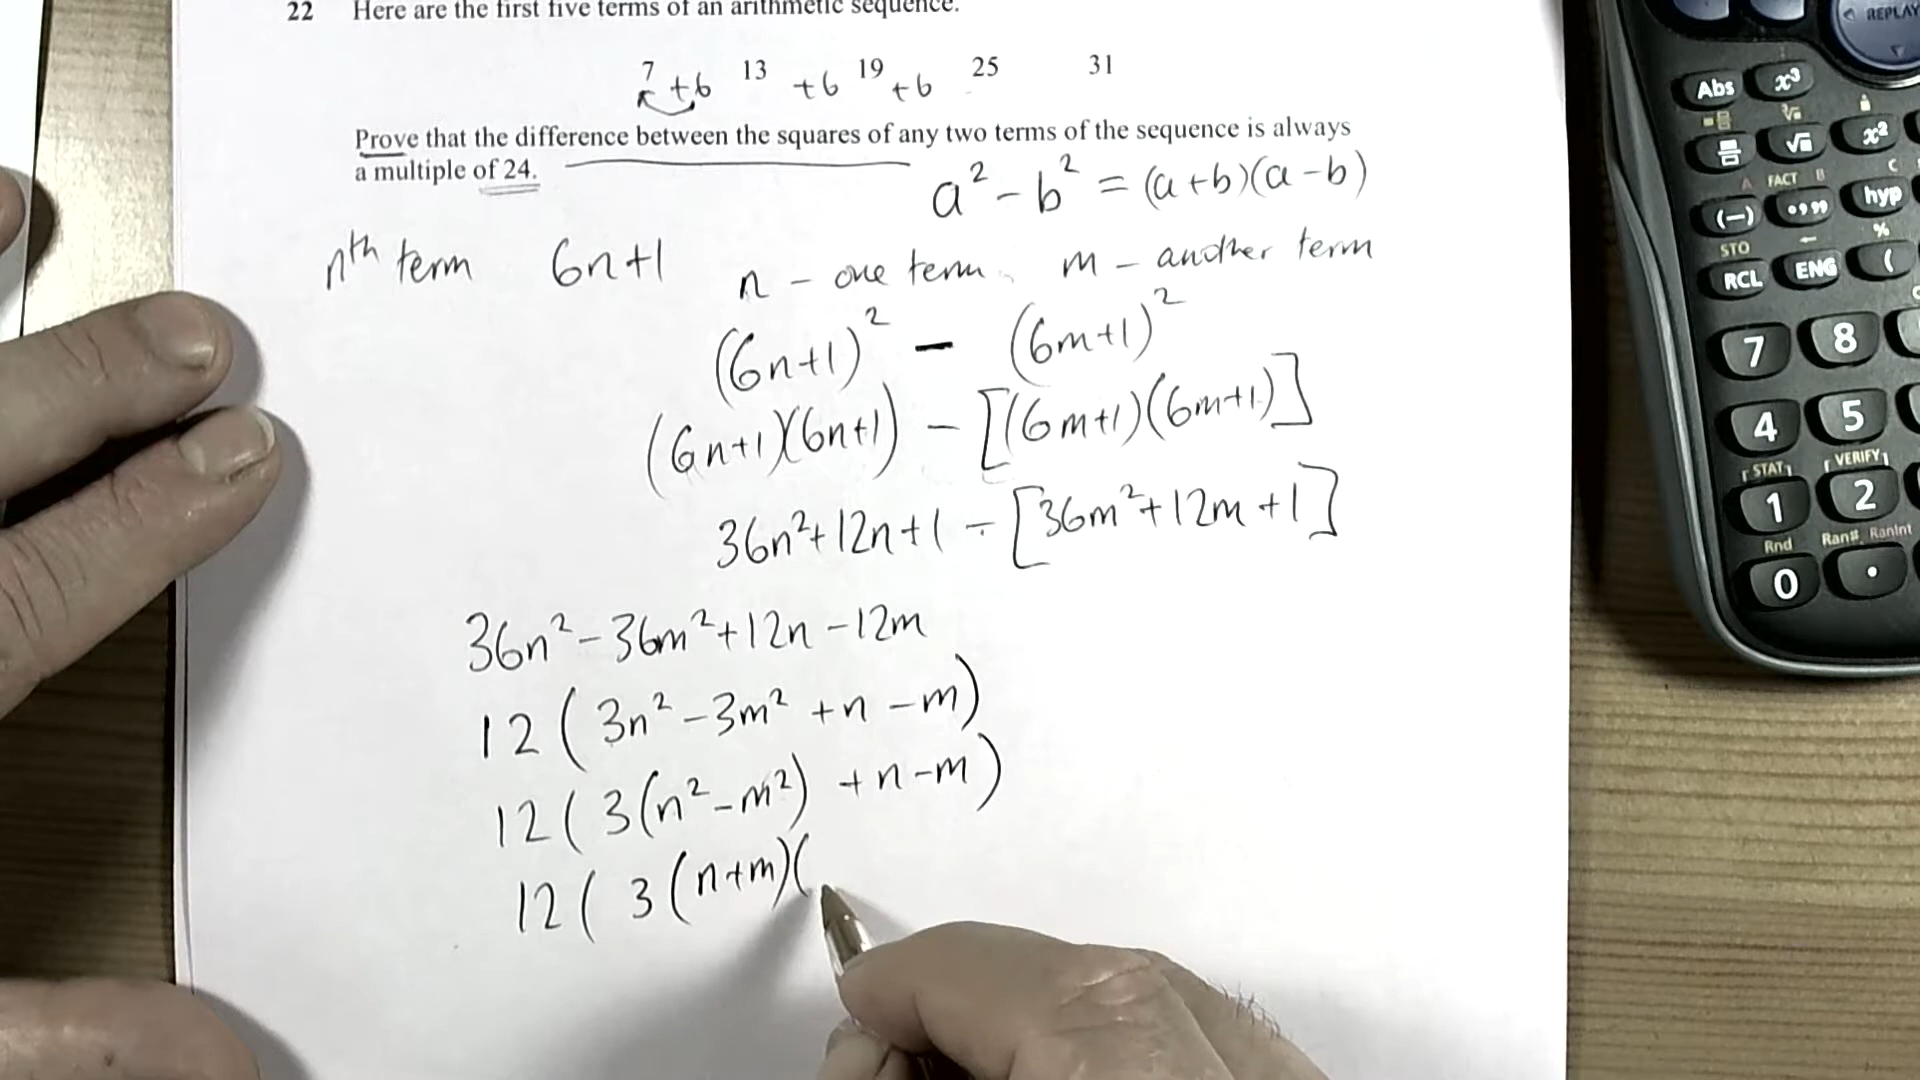 22 Here are the first five terms of an arithmetic sequence.
7 13 19 25 31
+6 +6 +6
Prove that the difference between the squares of any two terms of the sequence is always
a multiple of 24.
a² - b² = (a+b)(a-b)
nth term 6n+1 n - one term m - another term
(6n+1)² - (6m+1)²
(6n+1)(6n+1) - [(6m+1)(6m+1)]
36n²+12n+1 - [36m²+12m+1]
36n²-36m²+12n-12m
12(3n²-3m²+n-m)
12(3(n²-m²)+n-m)
12(3(n+m)(
REPLAY
Abs x³
√ x²
FACT B C
(-) °,,, hyp
STO %
RCL ENG (
7 8
4 5
STAT VERIFY
1 2
Rnd Ran# RanInt
0 •